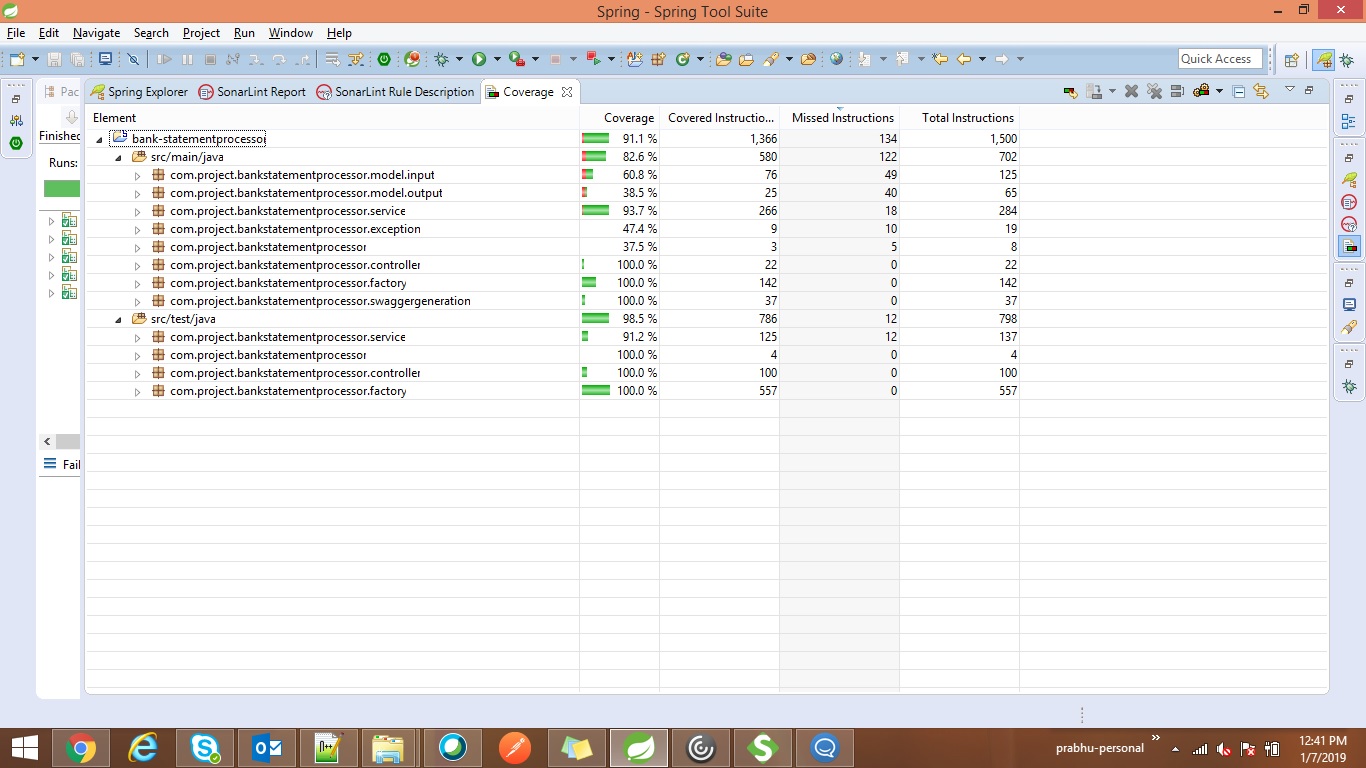 Spring - Spring Tool Suite
File Edit Navigate Search Project Run Window Help
Quick Access
Pac
Spring Explorer SonarLint Report SonarLint Rule Description Coverage
Finished
Runs:
Fail
Element Coverage Covered Instructio... Missed Instructions Total Instructions
bank-statementprocessor 91.1 % 1,366 134 1,500
src/main/java 82.6 % 580 122 702
com.project.bankstatementprocessor.model.input 60.8 % 76 49 125
com.project.bankstatementprocessor.model.output 38.5 % 25 40 65
com.project.bankstatementprocessor.service 93.7 % 266 18 284
com.project.bankstatementprocessor.exception 47.4 % 9 10 19
com.project.bankstatementprocessor 37.5 % 3 5 8
com.project.bankstatementprocessor.controller 100.0 % 22 0 22
com.project.bankstatementprocessor.factory 100.0 % 142 0 142
com.project.bankstatementprocessor.swaggergeneration 100.0 % 37 0 37
src/test/java 98.5 % 786 12 798
com.project.bankstatementprocessor.service 91.2 % 125 12 137
com.project.bankstatementprocessor 100.0 % 4 0 4
com.project.bankstatementprocessor.controller 100.0 % 100 0 100
com.project.bankstatementprocessor.factory 100.0 % 557 0 557
prabhu-personal
12:41 PM
1/7/2019